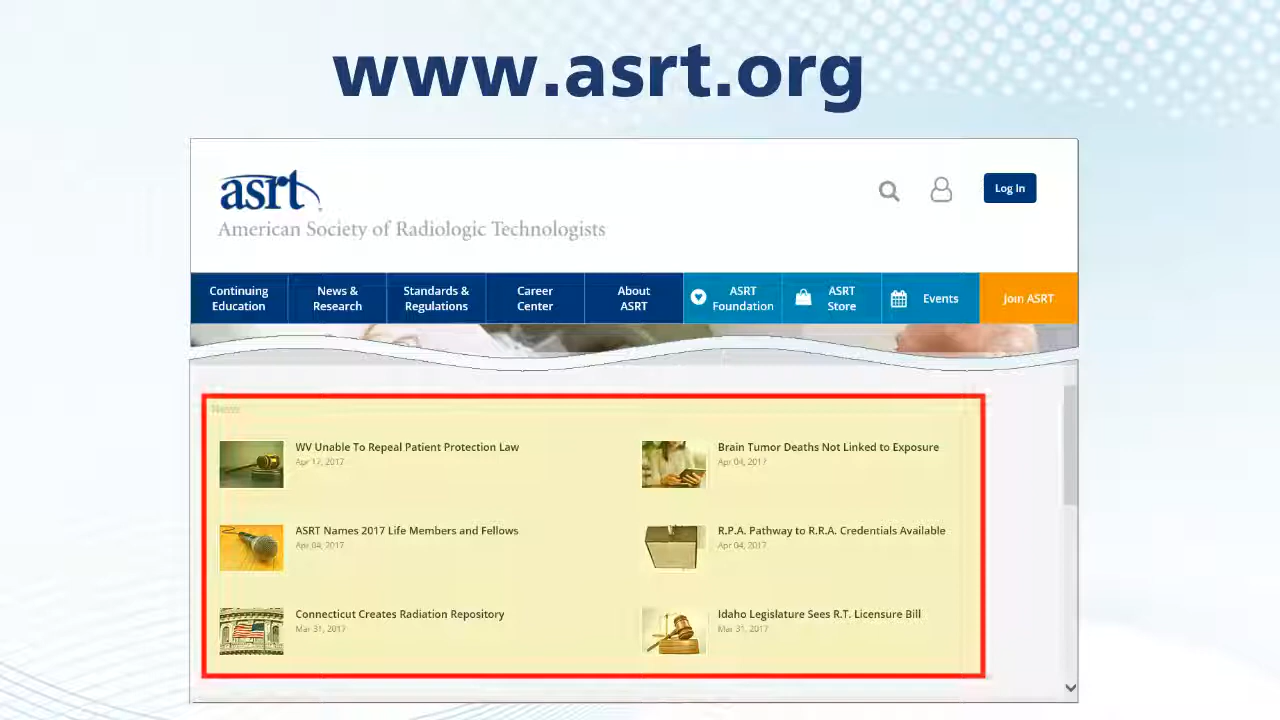 www.asrt.org
asrt
American Society of Radiologic Technologists
Log In
Continuing Education
News & Research
Standards & Regulations
Career Center
About ASRT
ASRT Foundation
ASRT Store
Events
Join ASRT
News
WV Unable To Repeal Patient Protection Law
Apr 17, 2017
Brain Tumor Deaths Not Linked to Exposure
Apr 04, 2017
ASRT Names 2017 Life Members and Fellows
Apr 04, 2017
R.P.A. Pathway to R.R.A. Credentials Available
Apr 04, 2017
Connecticut Creates Radiation Repository
Mar 31, 2017
Idaho Legislature Sees R.T. Licensure Bill
Mar 31, 2017